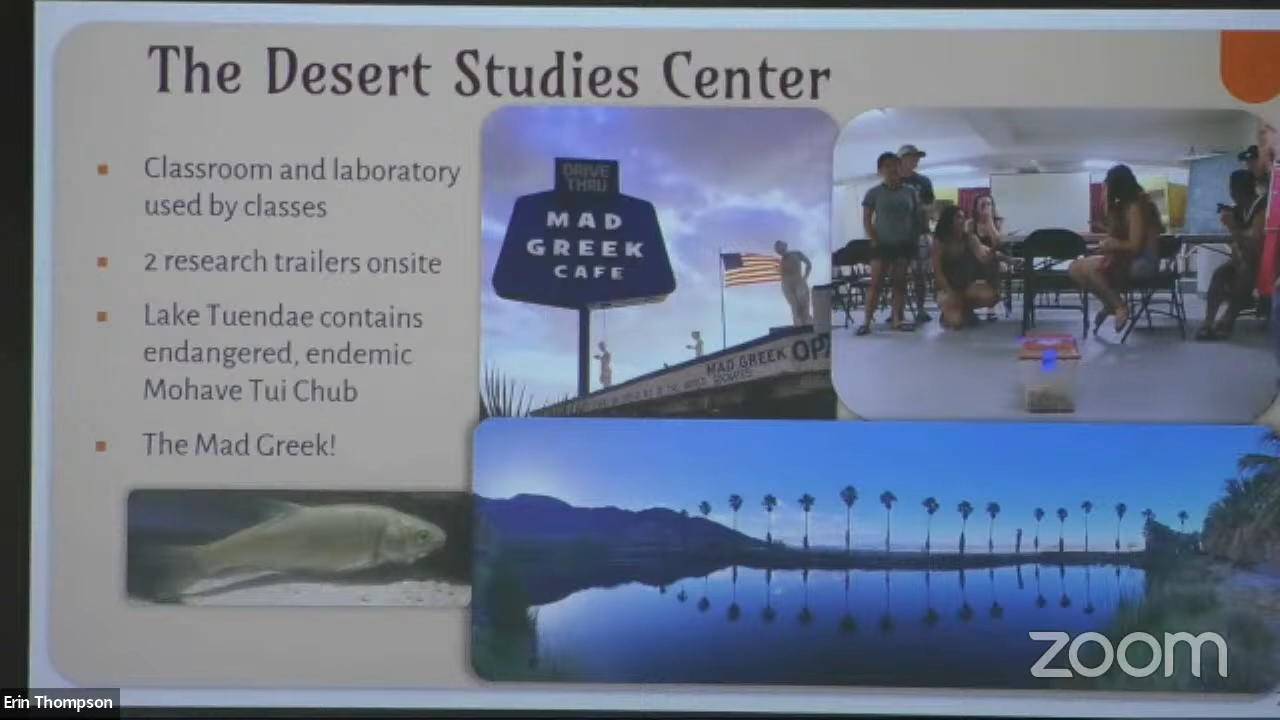 The Desert Studies Center
Classroom and laboratory
used by classes
2 research trailers onsite
Lake Tuendae contains
endangered, endemic
Mohave Tui Chub
The Mad Greek!
DRIVE
THRU
MAD
GREEK
CAFE
MAD GREEK
zoom
Erin Thompson